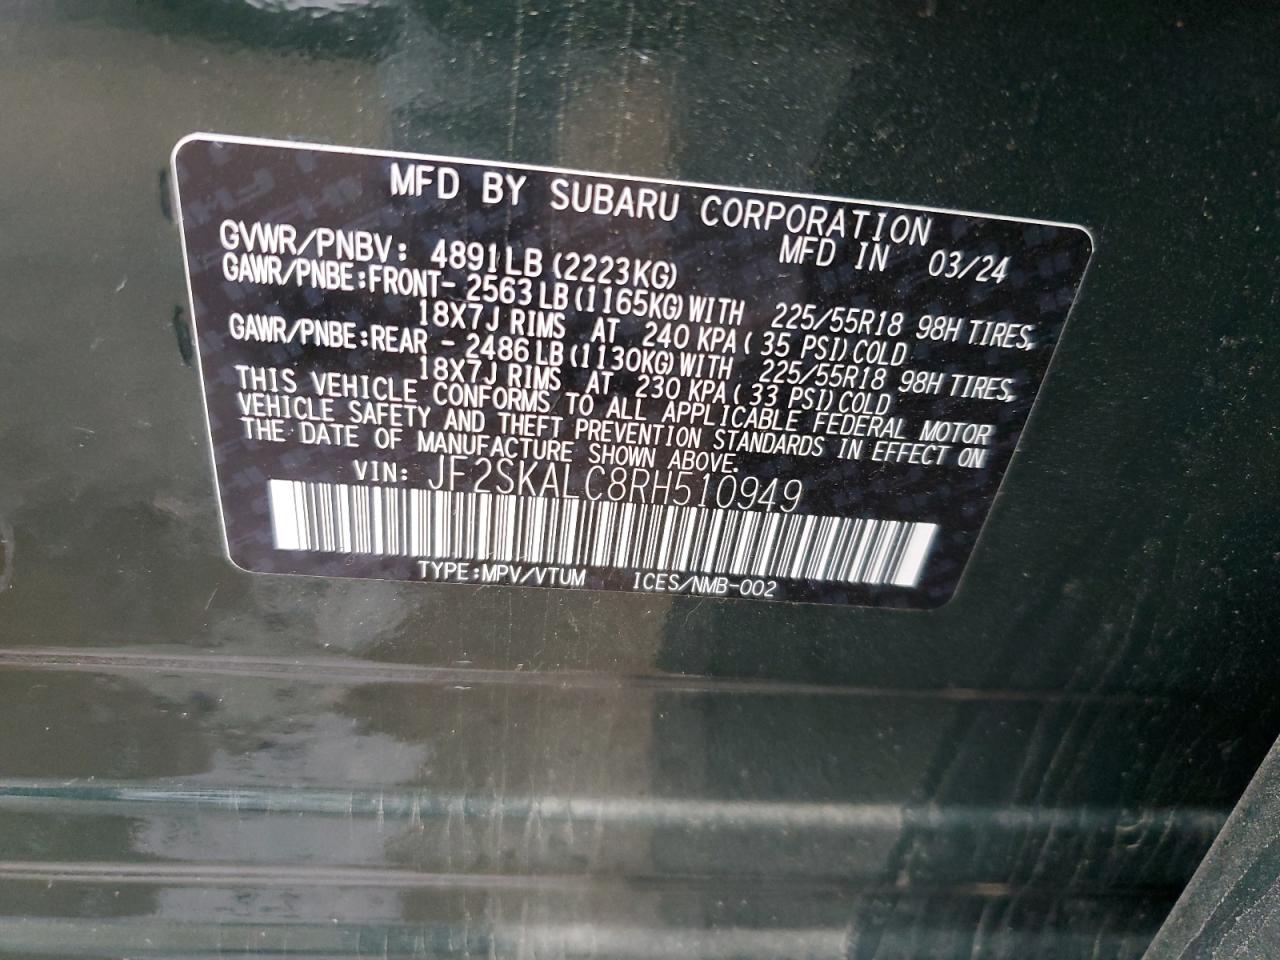 MFD BY SUBARU CORPORATION
MFD IN 03/24
GVWR/PNBV: 4891LB(2223KG)
GAWR/PNBE:FRONT- 2563LB(1165KG)WITH 225/55R18 98H TIRES,
18X7J RIMS AT 240 KPA( 35 PSI)COLD
GAWR/PNBE:REAR - 2486LB(1130KG)WITH 225/55R18 98H TIRES,
18X7J RIMS AT 230 KPA( 33 PSI)COLD
THIS VEHICLE CONFORMS TO ALL APPLICABLE FEDERAL MOTOR
VEHICLE SAFETY AND THEFT PREVENTION STANDARDS IN EFFECT ON
THE DATE OF MANUFACTURE SHOWN ABOVE.
VIN: JF2SKALC8RH510949
TYPE:MPV/VTUM ICES/NMB-002